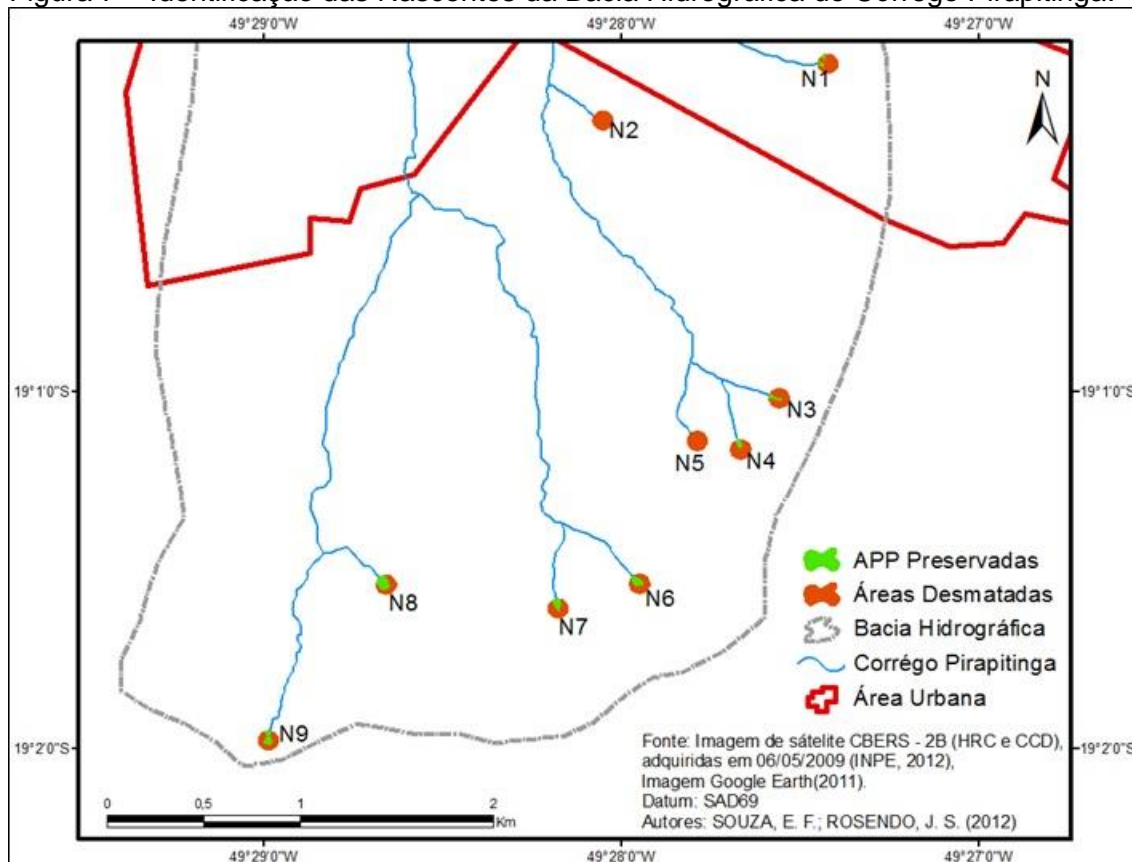 Figura 7 – Identificação das Nascentes da Bacia Hidrográfica do Córrego Pirapitinga.
49°29'0"W 49°28'0"W 49°27'0"W
N1
N
N2
19°1'0"S 19°1'0"S
N3
N5 N4
N8 N7 N6
N9
APP Preservadas
Áreas Desmatadas
Bacia Hidrográfica
Corrégo Pirapitinga
Área Urbana
19°2'0"S 19°2'0"S
Fonte: Imagem de sátelite CBERS - 2B (HRC e CCD),
adquiridas em 06/05/2009 (INPE, 2012),
Imagem Google Earth(2011).
Datum: SAD69
Autores: SOUZA, E. F.; ROSENDO, J. S. (2012)
0 0,5 1 2
Km
49°29'0"W 49°28'0"W 49°27'0"W